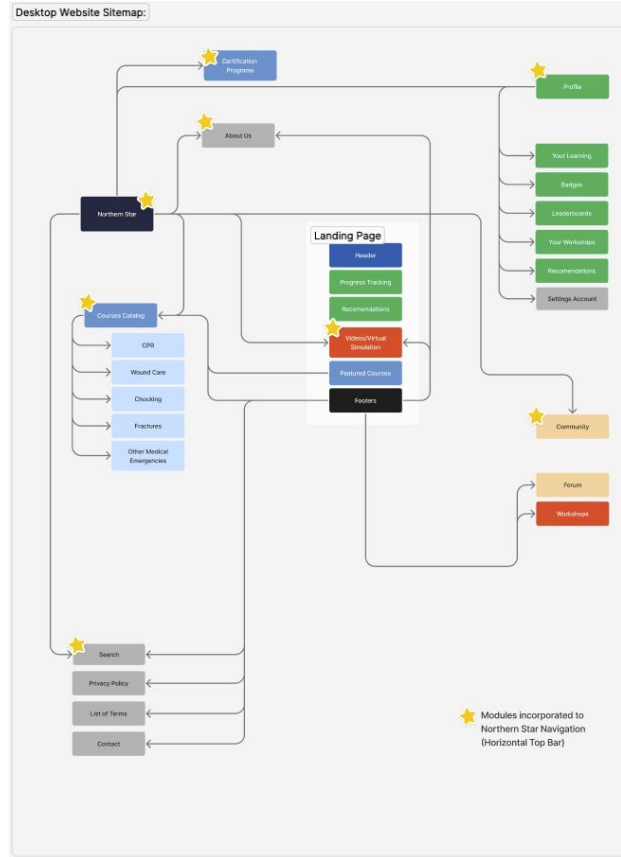 Desktop Website Sitemap:
Certification
Programs
Profile
About Us
Your Learning
Badges
Northern Star
Leaderboards
Landing Page
Your Workshops
Header
Recomendations
Progress Tracking
Settings Account
Recomendations
Courses Catalog
Videos/Virtual
Simulation
CPR
Wound Care
Featured Courses
Chocking
Footers
Fractures
Community
Other Medical
Emergencies
Forum
Workshops
Search
Privacy Policy
List of Terms
Contact
Modules incorporated to
Northern Star Navigation
(Horizontal Top Bar)